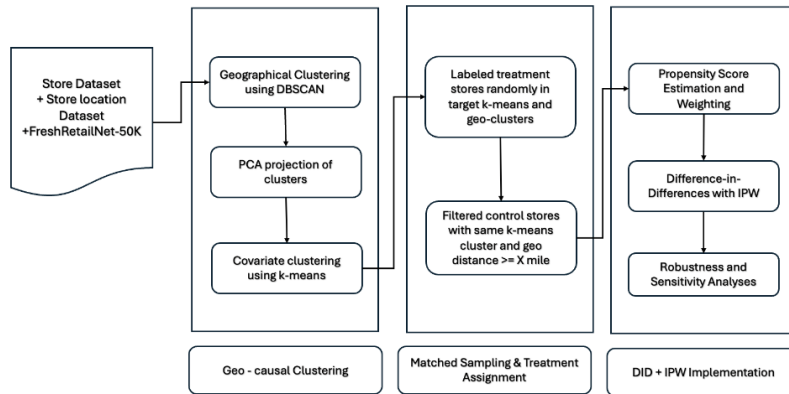 Store Dataset
+ Store location
Dataset
+FreshRetailNet-50K
Geographical Clustering
using DBSCAN
PCA projection of
clusters
Covariate clustering
using k-means
Geo - causal Clustering
Labeled treatment
stores randomly in
target k-means and
geo-clusters
Filtered control stores
with same k-means
cluster and geo
distance >= X mile
Matched Sampling & Treatment
Assignment
Propensity Score
Estimation and
Weighting
Difference-in-
Differences with IPW
Robustness and
Sensitivity Analyses
DID + IPW Implementation